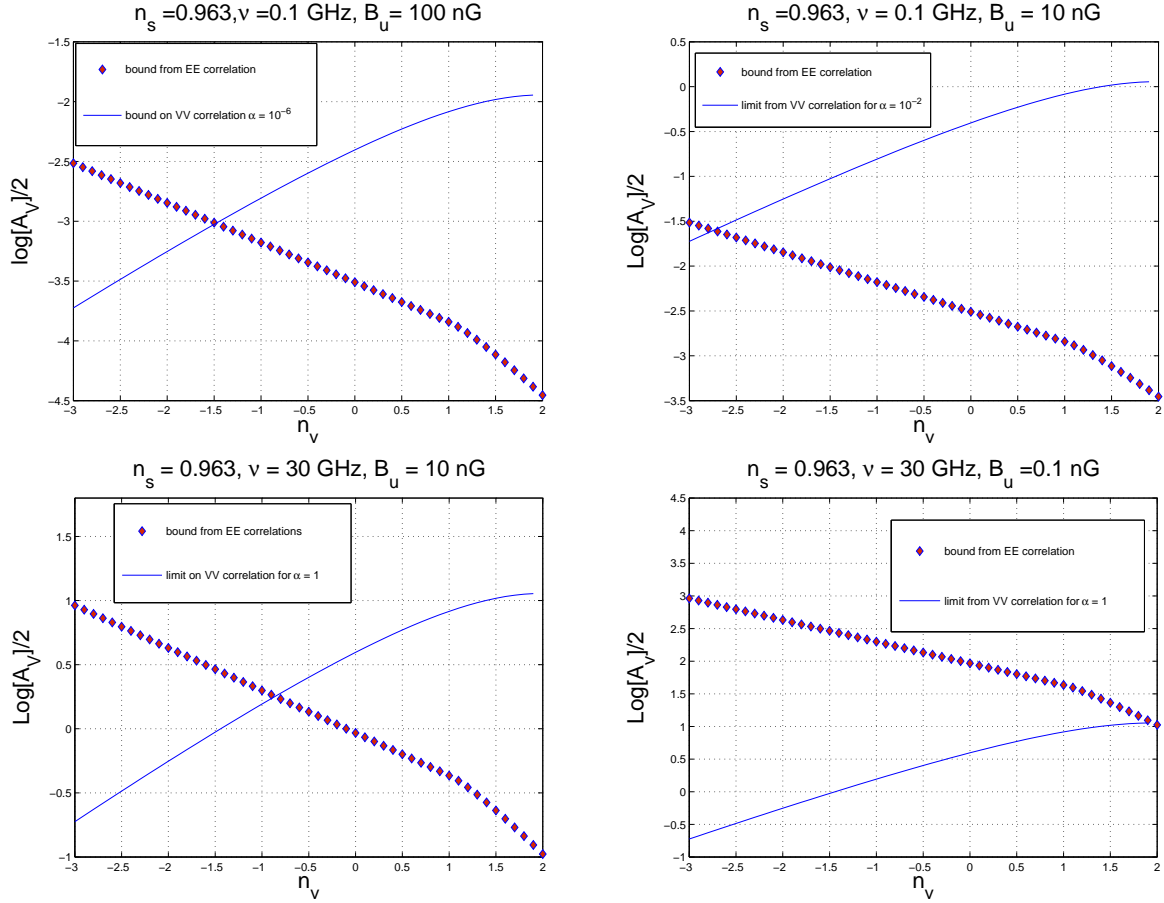 n_s =0.963,ν =0.1 GHz, B_u = 100 nG
-1.5
-2
-2.5
-3
-3.5
-4
-4.5
log[A_V]/2
bound from EE correlation
bound on VV correlation α = 10^−6
-3 -2.5 -2 -1.5 -1 -0.5 0 0.5 1 1.5 2
n_v
n_s =0.963, ν = 0.1 GHz, B_u = 10 nG
0.5
0
-0.5
-1
-1.5
-2
-2.5
-3
-3.5
Log[A_V]/2
bound from EE correlation
limit from VV correlation for α = 10^−2
-3 -2.5 -2 -1.5 -1 -0.5 0 0.5 1 1.5 2
n_v
n_s = 0.963, ν = 30 GHz, B_u = 10 nG
1.5
1
0.5
0
-0.5
-1
Log[A_V]/2
bound from EE correlations
limit on VV correlation for α = 1
-3 -2.5 -2 -1.5 -1 -0.5 0 0.5 1 1.5 2
n_v
n_s = 0.963, ν = 30 GHz, B_u =0.1 nG
4.5
4
3.5
3
2.5
2
1.5
1
0.5
0
-0.5
-1
Log[A_v]/2
bound from EE correlation
limit from VV correlation for α = 1
-3 -2.5 -2 -1.5 -1 -0.5 0 0.5 1 1.5 2
n_v